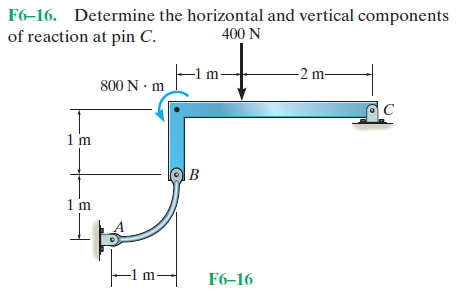 F6–16. Determine the horizontal and vertical components
of reaction at pin C.
400 N
1 m
2 m
800 N · m
C
1 m
B
1 m
A
1 m
F6–16